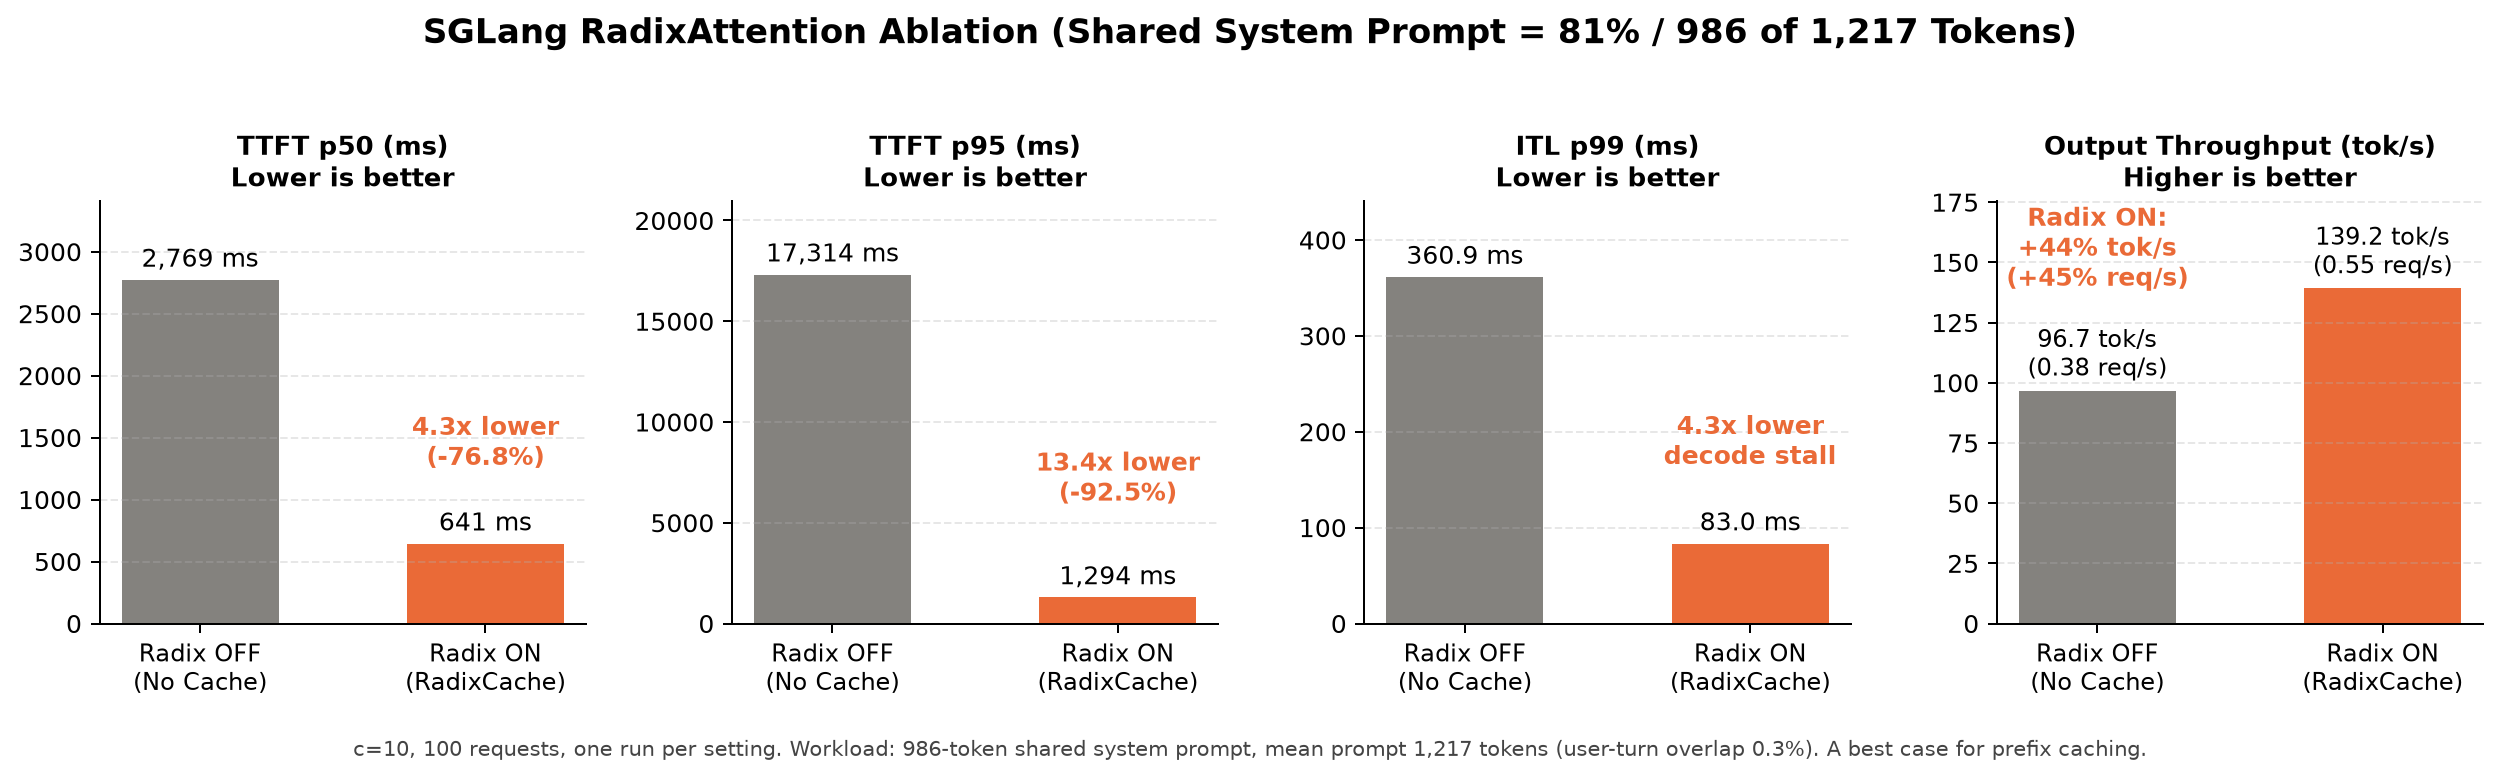 SGLang RadixAttention Ablation (Shared System Prompt = 81% / 986 of 1,217 Tokens)
TTFT p50 (ms)
Lower is better
3000
2500
2000
1500
1000
500
0
2,769 ms
4.3x lower
(-76.8%)
641 ms
Radix OFF
(No Cache)
Radix ON
(RadixCache)
TTFT p95 (ms)
Lower is better
20000
15000
10000
5000
0
17,314 ms
13.4x lower
(-92.5%)
1,294 ms
Radix OFF
(No Cache)
Radix ON
(RadixCache)
ITL p99 (ms)
Lower is better
400
300
200
100
0
360.9 ms
4.3x lower
decode stall
83.0 ms
Radix OFF
(No Cache)
Radix ON
(RadixCache)
Output Throughput (tok/s)
Higher is better
175
150
125
100
75
50
25
0
Radix ON:
+44% tok/s
(+45% req/s)
96.7 tok/s
(0.38 req/s)
139.2 tok/s
(0.55 req/s)
Radix OFF
(No Cache)
Radix ON
(RadixCache)
c=10, 100 requests, one run per setting. Workload: 986-token shared system prompt, mean prompt 1,217 tokens (user-turn overlap 0.3%). A best case for prefix caching.